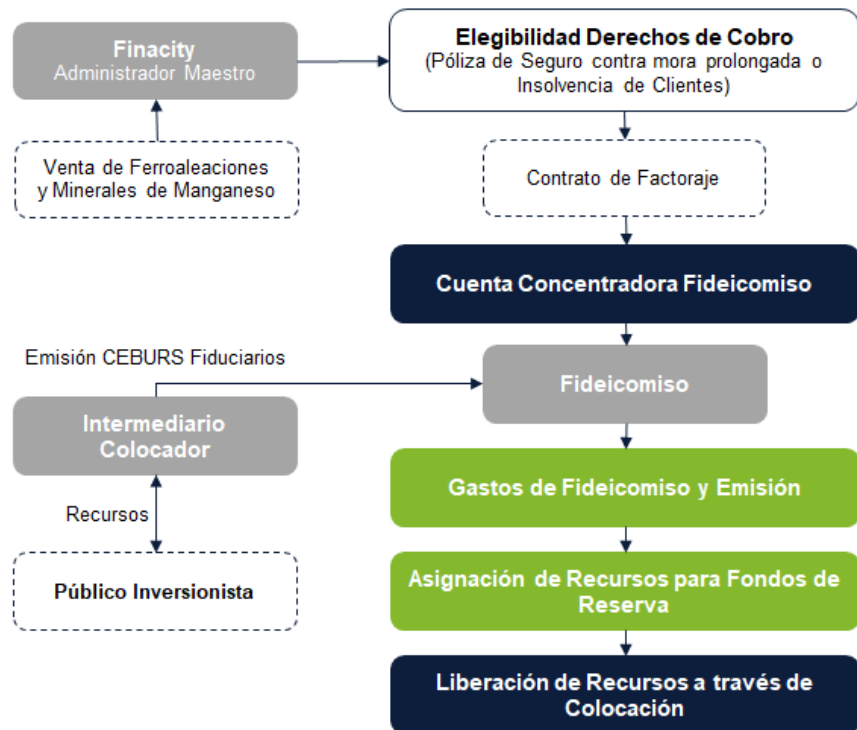 Finacity
Administrador Maestro
Elegibilidad Derechos de Cobro
(Póliza de Seguro contra mora prolongada o
Insolvencia de Clientes)
Venta de Ferroaleaciones
y Minerales de Manganeso
Contrato de Factoraje
Cuenta Concentradora Fideicomiso
Emisión CEBURS Fiduciarios
Fideicomiso
Intermediario
Colocador
Gastos de Fideicomiso y Emisión
Recursos
Público Inversionista
Asignación de Recursos para Fondos de
Reserva
Liberación de Recursos a través de
Colocación